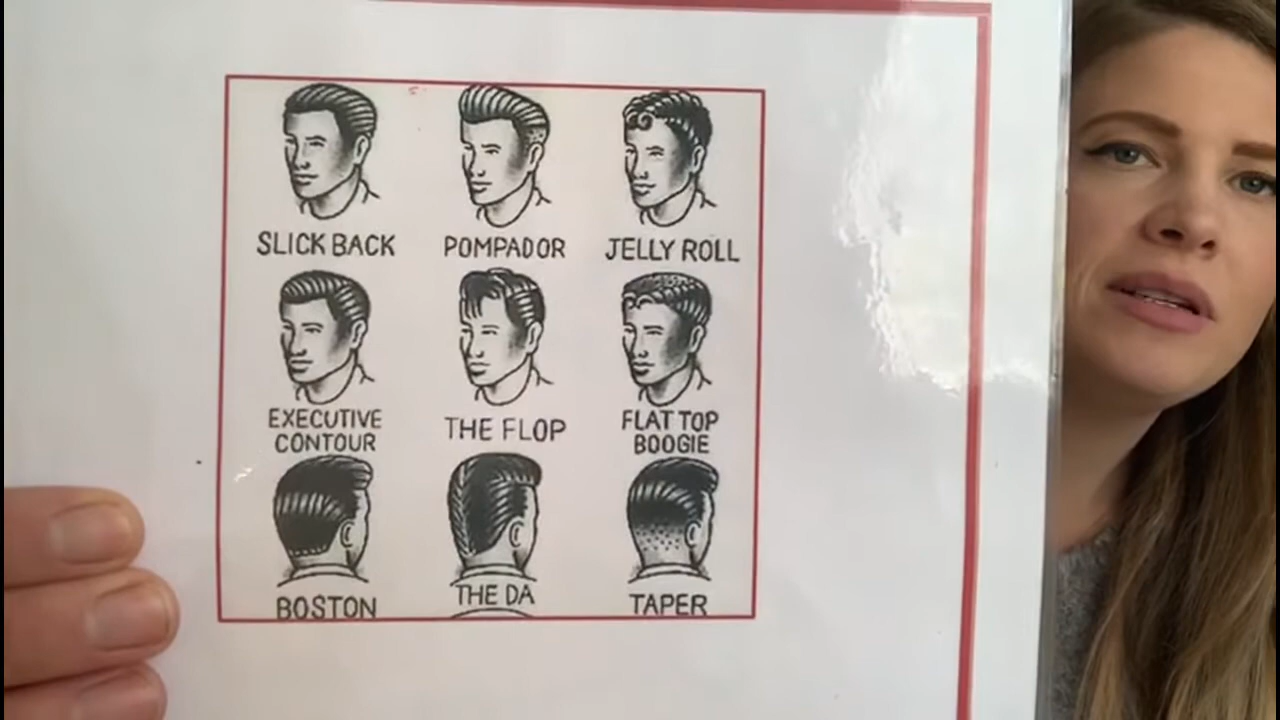 SLICK BACK
POMPADOR
JELLY ROLL
EXECUTIVE
CONTOUR
THE FLOP
FLAT TOP
BOOGIE
BOSTON
THE DA
TAPER